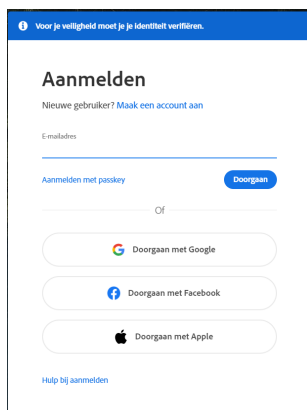 Voor je veiligheid moet je je identiteit verifiëren.
Aanmelden
Nieuwe gebruiker? Maak een account aan
E-mailadres
Aanmelden met passkey
Doorgaan
Of
Doorgaan met Google
Doorgaan met Facebook
Doorgaan met Apple
Hulp bij aanmelden